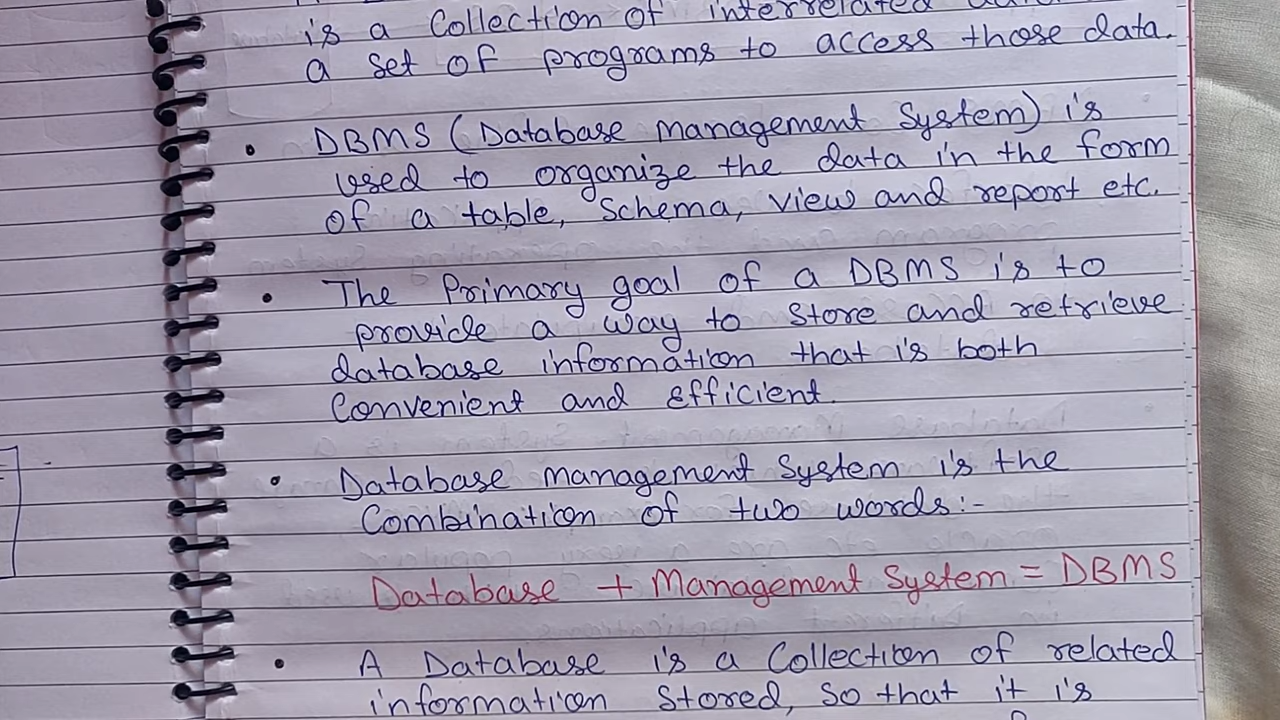 is a Collection of interrelated
a set of programs to access those data.
• DBMS (Database Management System) is
used to organize the data in the form
of a table, Schema, view and report etc.
• The Primary goal of a DBMS is to
provide a way to store and retrieve
database information that is both
Convenient and efficient.
• Database Management System is the
Combination of two words:-
Database + Management System = DBMS
• A Database is a Collection of related
information stored, so that it is